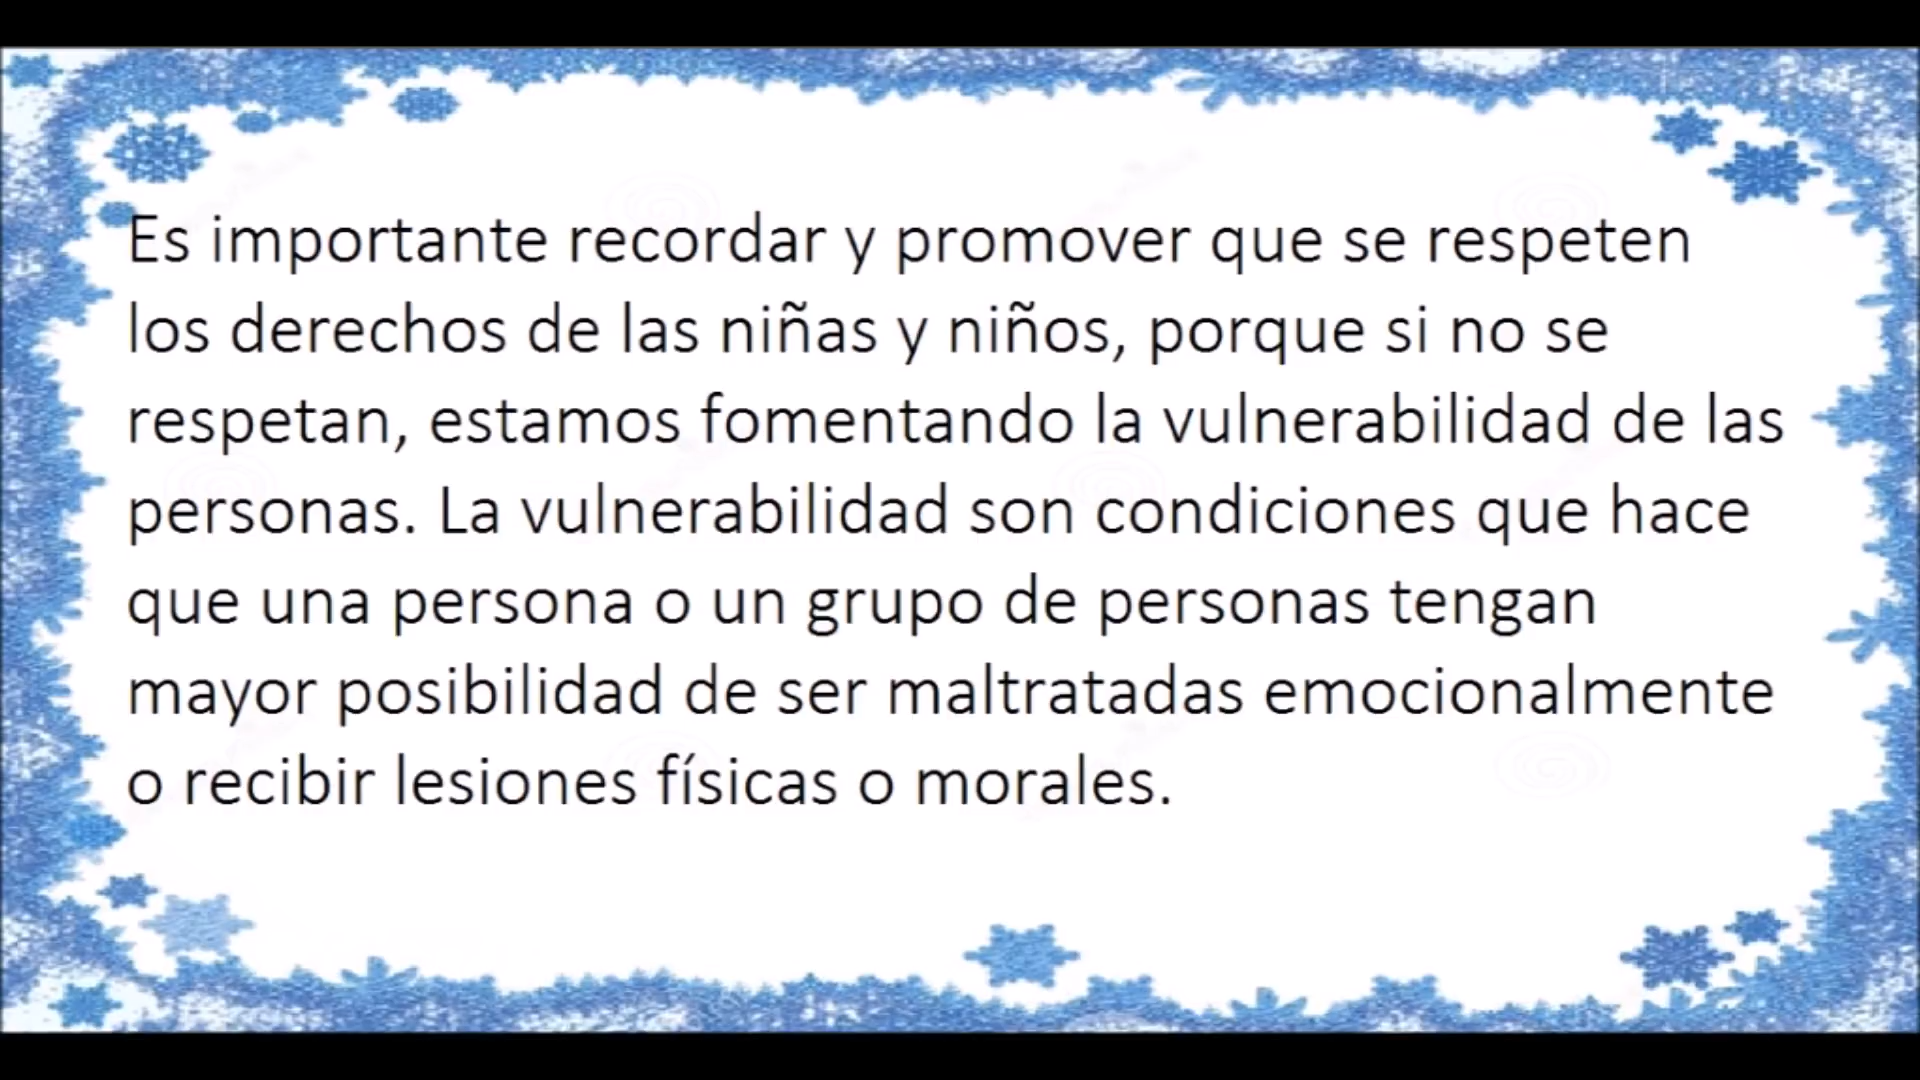 Es importante recordar y promover que se respeten
los derechos de las niñas y niños, porque si no se
respetan, estamos fomentando la vulnerabilidad de las
personas. La vulnerabilidad son condiciones que hace
que una persona o un grupo de personas tengan
mayor posibilidad de ser maltratadas emocionalmente
o recibir lesiones físicas o morales.